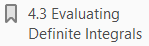 4.3 Evaluating
Definite Integrals